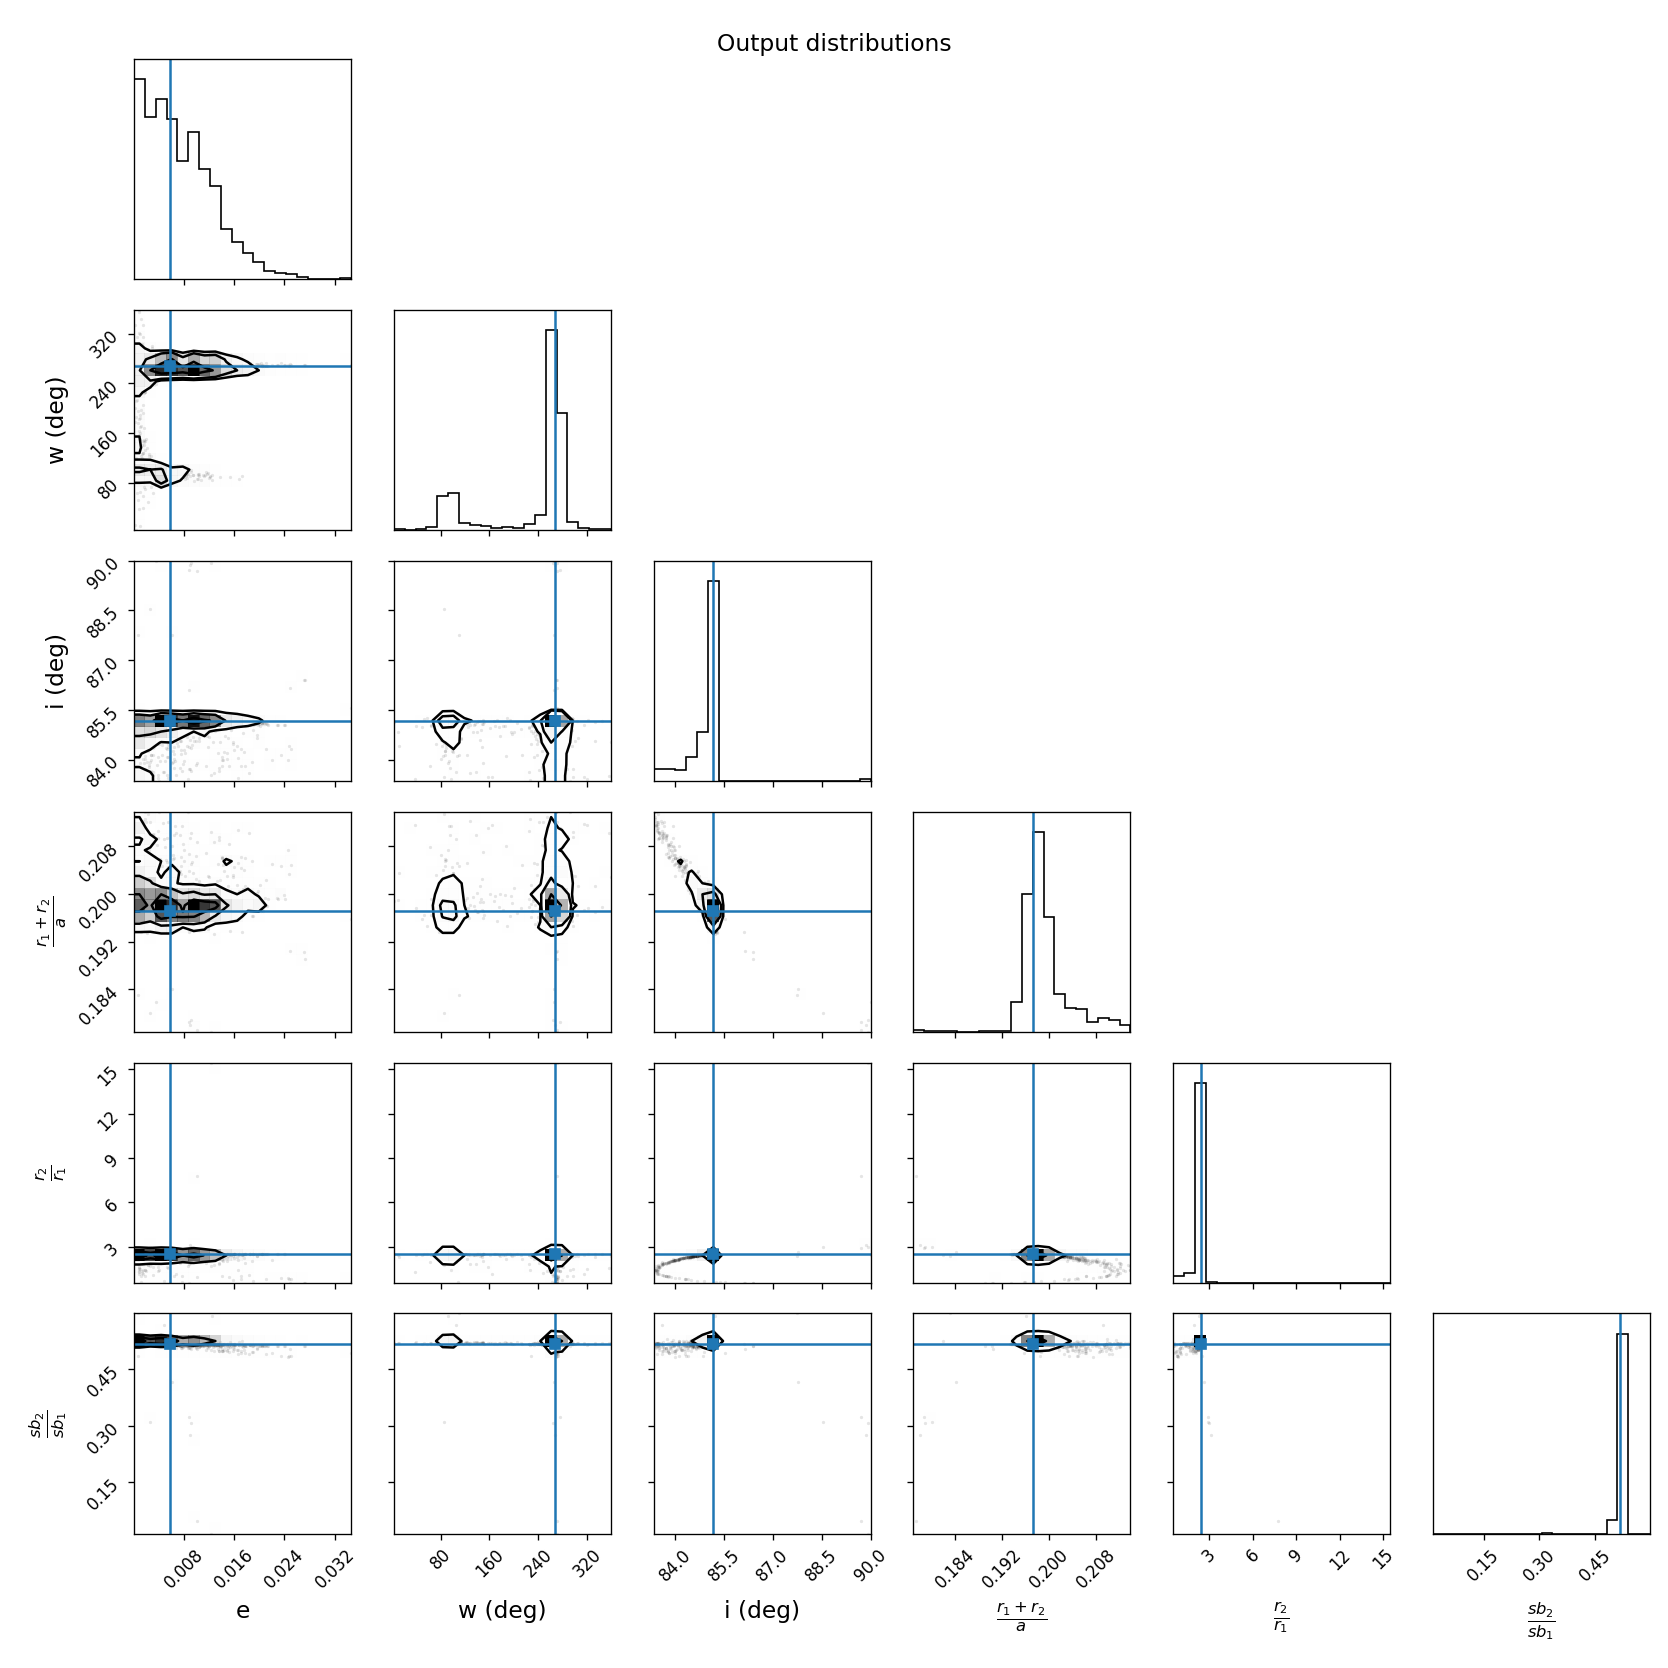 Output distributions
w (deg)
320
240
160
80
i (deg)
90.0
88.5
87.0
85.5
84.0
r₁ + r₂
a
0.208
0.200
0.192
0.184
r₂
r₁
15
12
9
6
3
sb₂
sb₁
0.45
0.30
0.15
0.008 0.016 0.024 0.032 80 160 240 320 84.0 85.5 87.0 88.5 90.0 0.184 0.192 0.200 0.208 3 6 9 12 15 0.15 0.30 0.45
e w (deg) i (deg) r₁ + r₂ r₂ sb₂
a r₁ sb₁